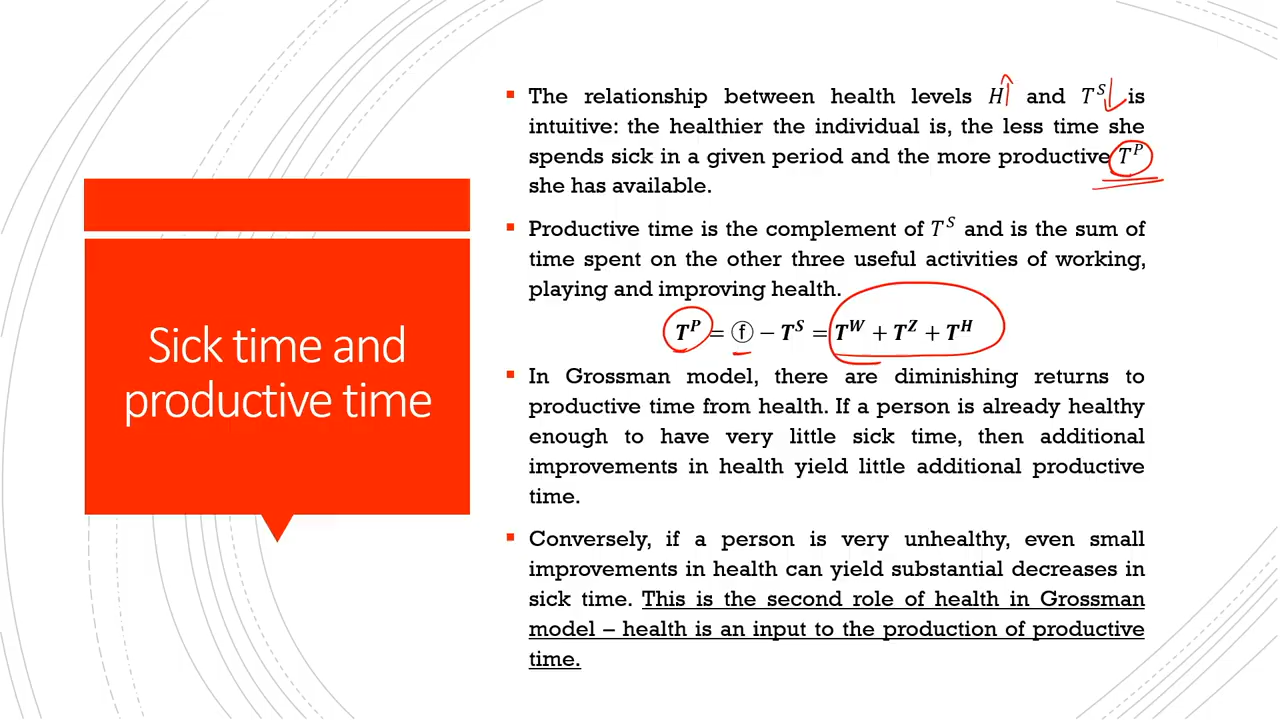 Sick time and
productive time
The relationship between health levels H and T^S is
intuitive: the healthier the individual is, the less time she
spends sick in a given period and the more productive T^P
she has available.
Productive time is the complement of T^S and is the sum of
time spent on the other three useful activities of working,
playing and improving health.
T^P = ⓕ − T^S = T^W + T^Z + T^H
In Grossman model, there are diminishing returns to
productive time from health. If a person is already healthy
enough to have very little sick time, then additional
improvements in health yield little additional productive
time.
Conversely, if a person is very unhealthy, even small
improvements in health can yield substantial decreases in
sick time. This is the second role of health in Grossman
model – health is an input to the production of productive
time.